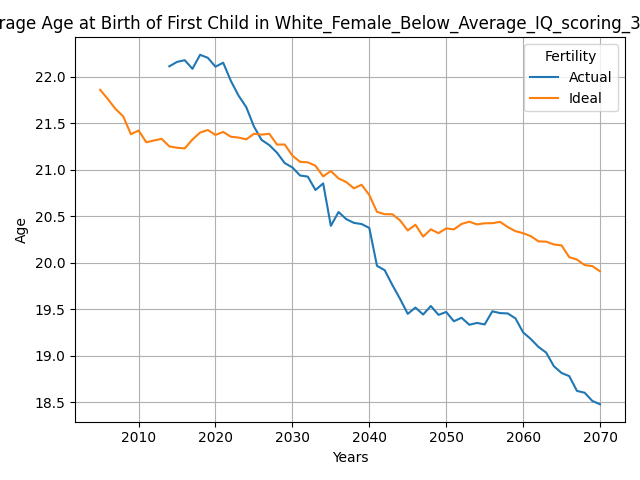 rage Age at Birth of First Child in White_Female_Below_Average_IQ_scoring_3
Fertility
Actual
Ideal
22.0
21.5
21.0
20.5
20.0
19.5
19.0
18.5
Age
2010 2020 2030 2040 2050 2060 2070
Years